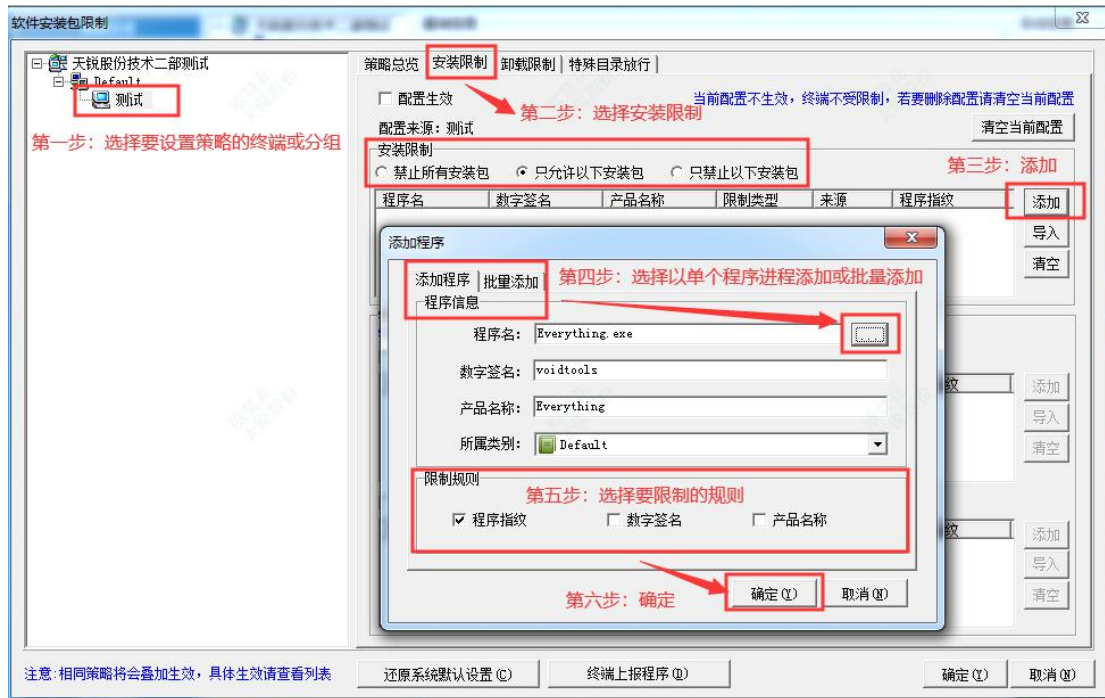 软件安装包限制
天锐股份技术二部测试
Default
测试
第一步：选择要设置策略的终端或分组
策略总览 安装限制 卸载限制 特殊目录放行
配置生效
当前配置不生效，终端不受限制，若要删除配置请清空当前配置
第二步：选择安装限制
配置来源：测试
清空当前配置
安装限制
禁止所有安装包 只允许以下安装包 只禁止以下安装包
第三步：添加
程序名 数字签名 产品名称 限制类型 来源 程序指纹
添加
导入
清空
添加程序
添加程序 批量添加
第四步：选择以单个程序进程添加或批量添加
程序信息
程序名： Everything.exe ...
数字签名： voidtools
产品名称： Everything
所属类别： Default
纹 添加
导入
清空
限制规则
第五步：选择要限制的规则
程序指纹 数字签名 产品名称
纹 添加
导入
清空
第六步：确定
确定(Y) 取消(N)
注意:相同策略将会叠加生效，具体生效请查看列表
还原系统默认设置(C) 终端上报程序(D) 确定(Y) 取消(N)